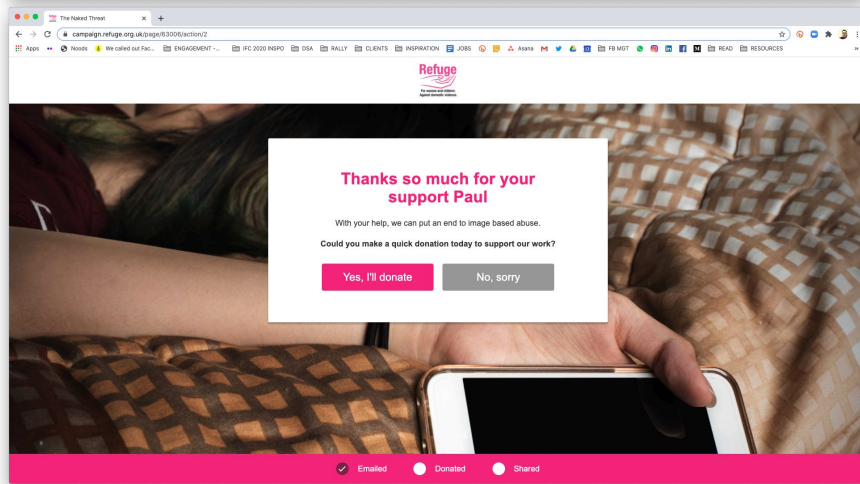 The Naked Threat
campaign.refuge.org.uk/page/63006/action/2
Apps
Noods
We called out Fac...
ENGAGEMENT -...
IFC 2020 INSPO
DSA
RALLY
CLIENTS
INSPIRATION
JOBS
Asana
FB MGT
READ
RESOURCES
Refuge
For women and children.
Against domestic violence.
Thanks so much for your
support Paul
With your help, we can put an end to image based abuse.
Could you make a quick donation today to support our work?
Yes, I'll donate
No, sorry
Emailed
Donated
Shared